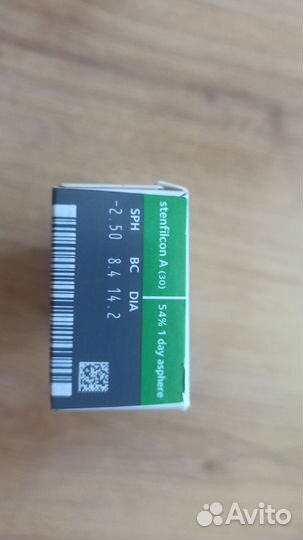 stenfilcon A (30) 54% 1 day asphere
SPH BC DIA
-2.50 8.4 14.2
Avito